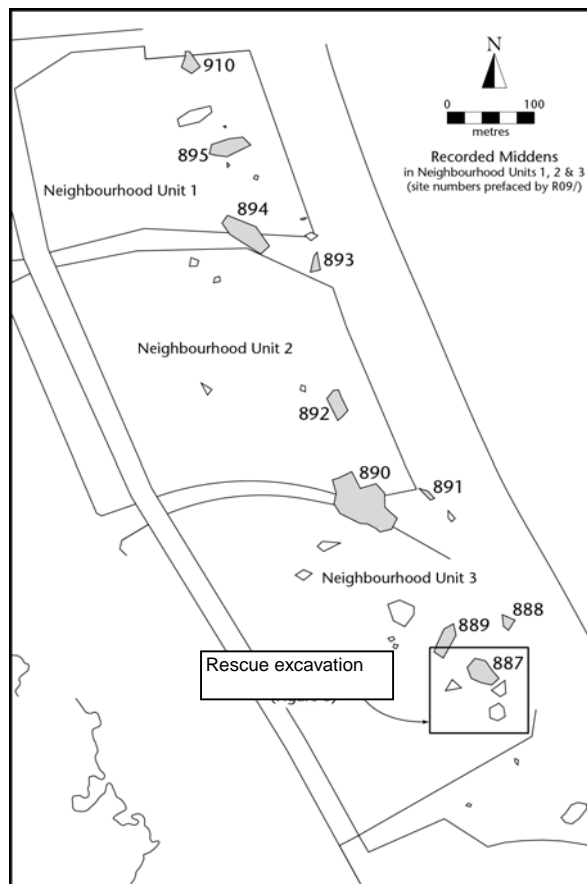 N
0 100
metres
Recorded Middens
in Neighbourhood Units 1, 2 & 3
(site numbers prefaced by R09/)
910
895
Neighbourhood Unit 1
894
893
Neighbourhood Unit 2
892
890
891
Neighbourhood Unit 3
888
889
887
Rescue excavation